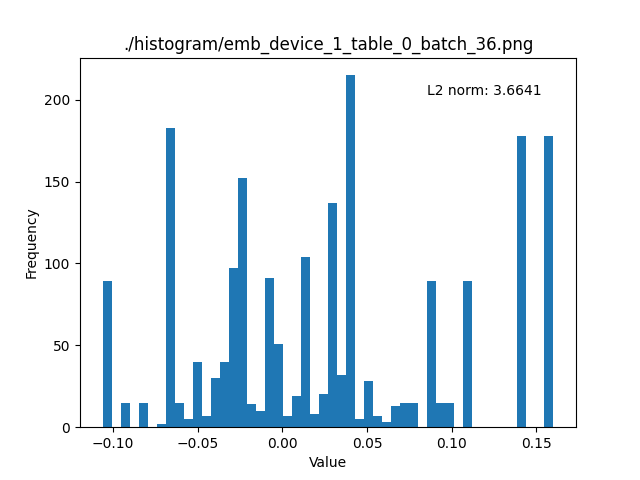 ./histogram/emb_device_1_table_0_batch_36.png
L2 norm: 3.6641
200
150
100
50
0
Frequency
−0.10 −0.05 0.00 0.05 0.10 0.15
Value